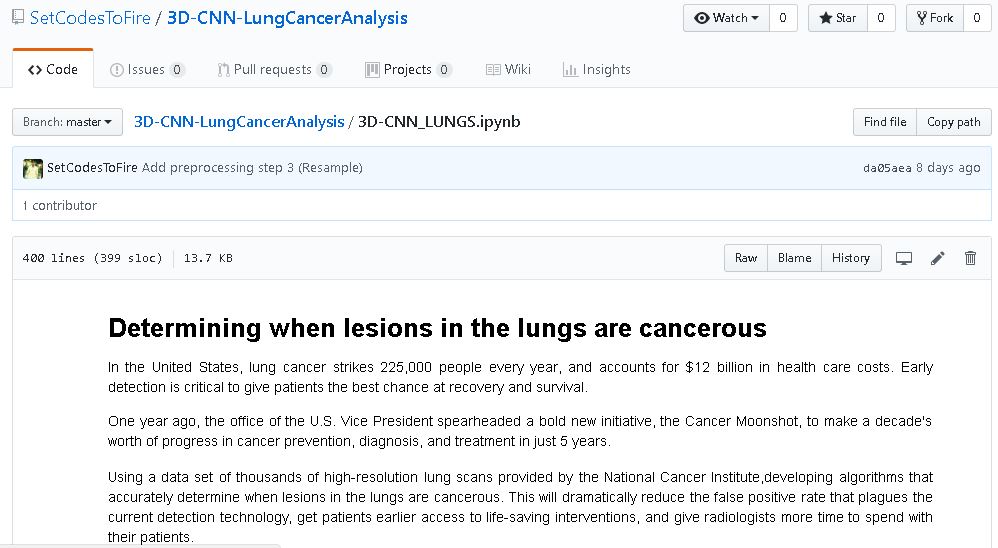 SetCodesToFire / 3D-CNN-LungCancerAnalysis
Watch 0 Star 0 Fork 0
Code Issues 0 Pull requests 0 Projects 0 Wiki Insights
Branch: master 3D-CNN-LungCancerAnalysis / 3D-CNN_LUNGS.ipynb Find file Copy path
SetCodesToFire Add preprocessing step 3 (Resample) da05aea 8 days ago
1 contributor
400 lines (399 sloc) 13.7 KB Raw Blame History
Determining when lesions in the lungs are cancerous
In the United States, lung cancer strikes 225,000 people every year, and accounts for $12 billion in health care costs. Early
detection is critical to give patients the best chance at recovery and survival.
One year ago, the office of the U.S. Vice President spearheaded a bold new initiative, the Cancer Moonshot, to make a decade's
worth of progress in cancer prevention, diagnosis, and treatment in just 5 years.
Using a data set of thousands of high-resolution lung scans provided by the National Cancer Institute,developing algorithms that
accurately determine when lesions in the lungs are cancerous. This will dramatically reduce the false positive rate that plagues the
current detection technology, get patients earlier access to life-saving interventions, and give radiologists more time to spend with
their patients.